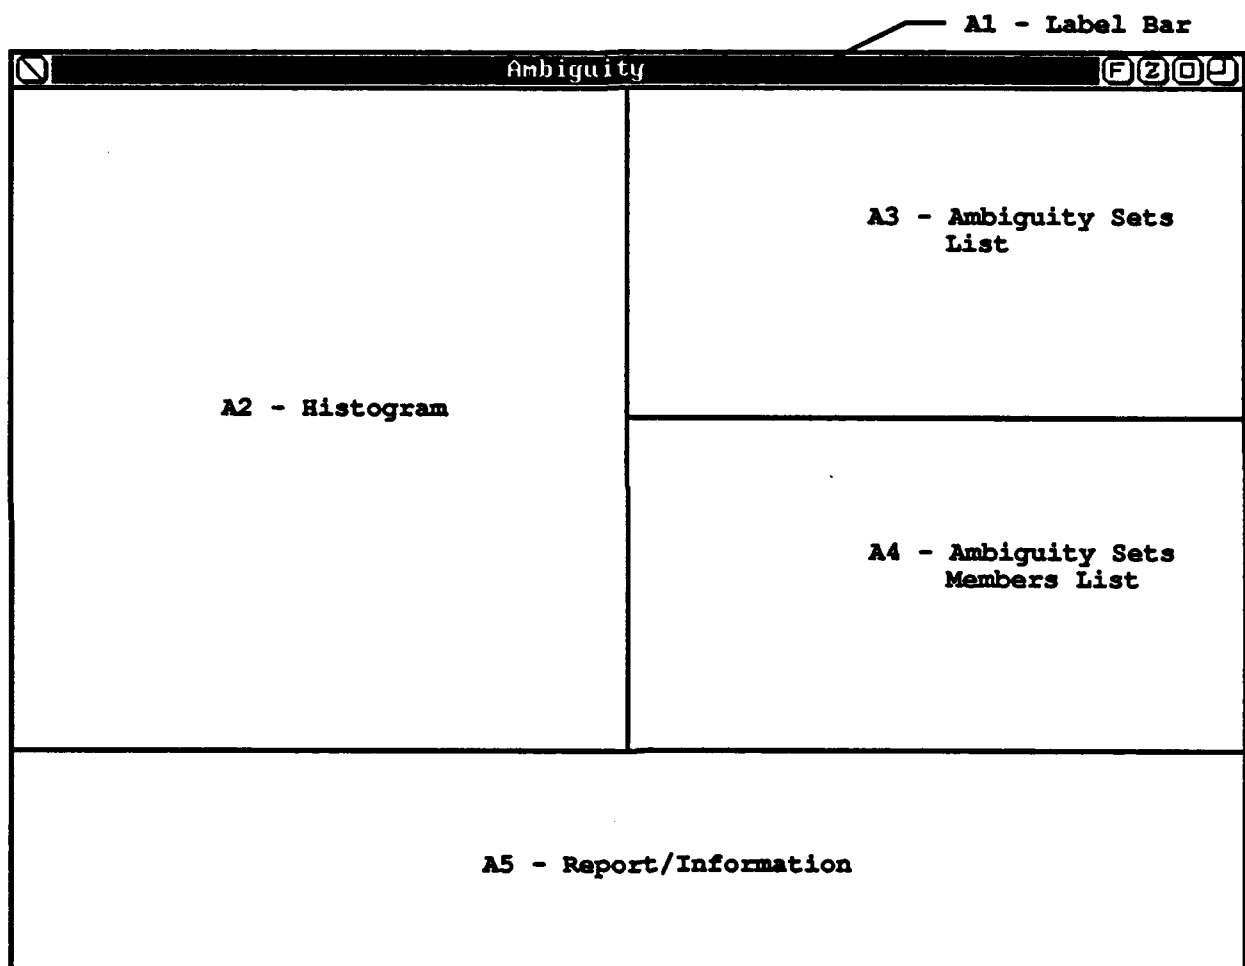 A1 - Label Bar
Ambiguity
F Z
A3 - Ambiguity Sets
List
A2 - Histogram
A4 - Ambiguity Sets
Members List
A5 - Report/Information